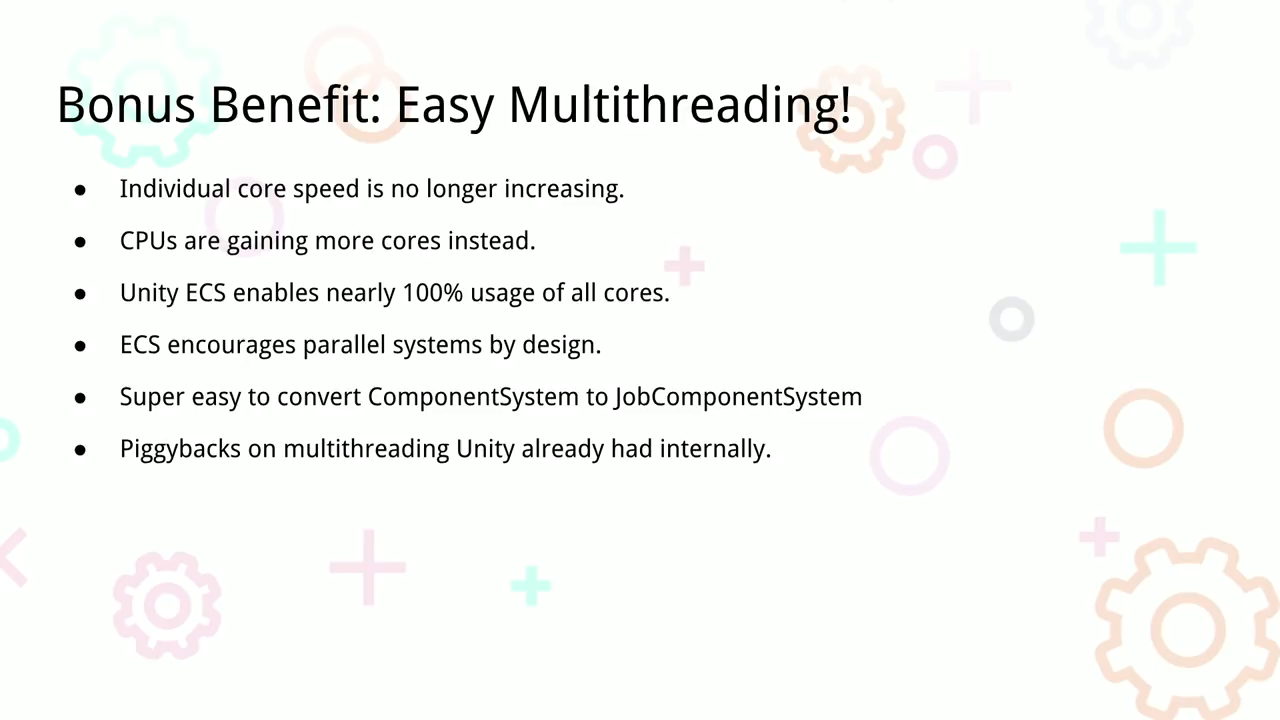 Bonus Benefit: Easy Multithreading!
● Individual core speed is no longer increasing.
● CPUs are gaining more cores instead.
● Unity ECS enables nearly 100% usage of all cores.
● ECS encourages parallel systems by design.
● Super easy to convert ComponentSystem to JobComponentSystem
● Piggybacks on multithreading Unity already had internally.